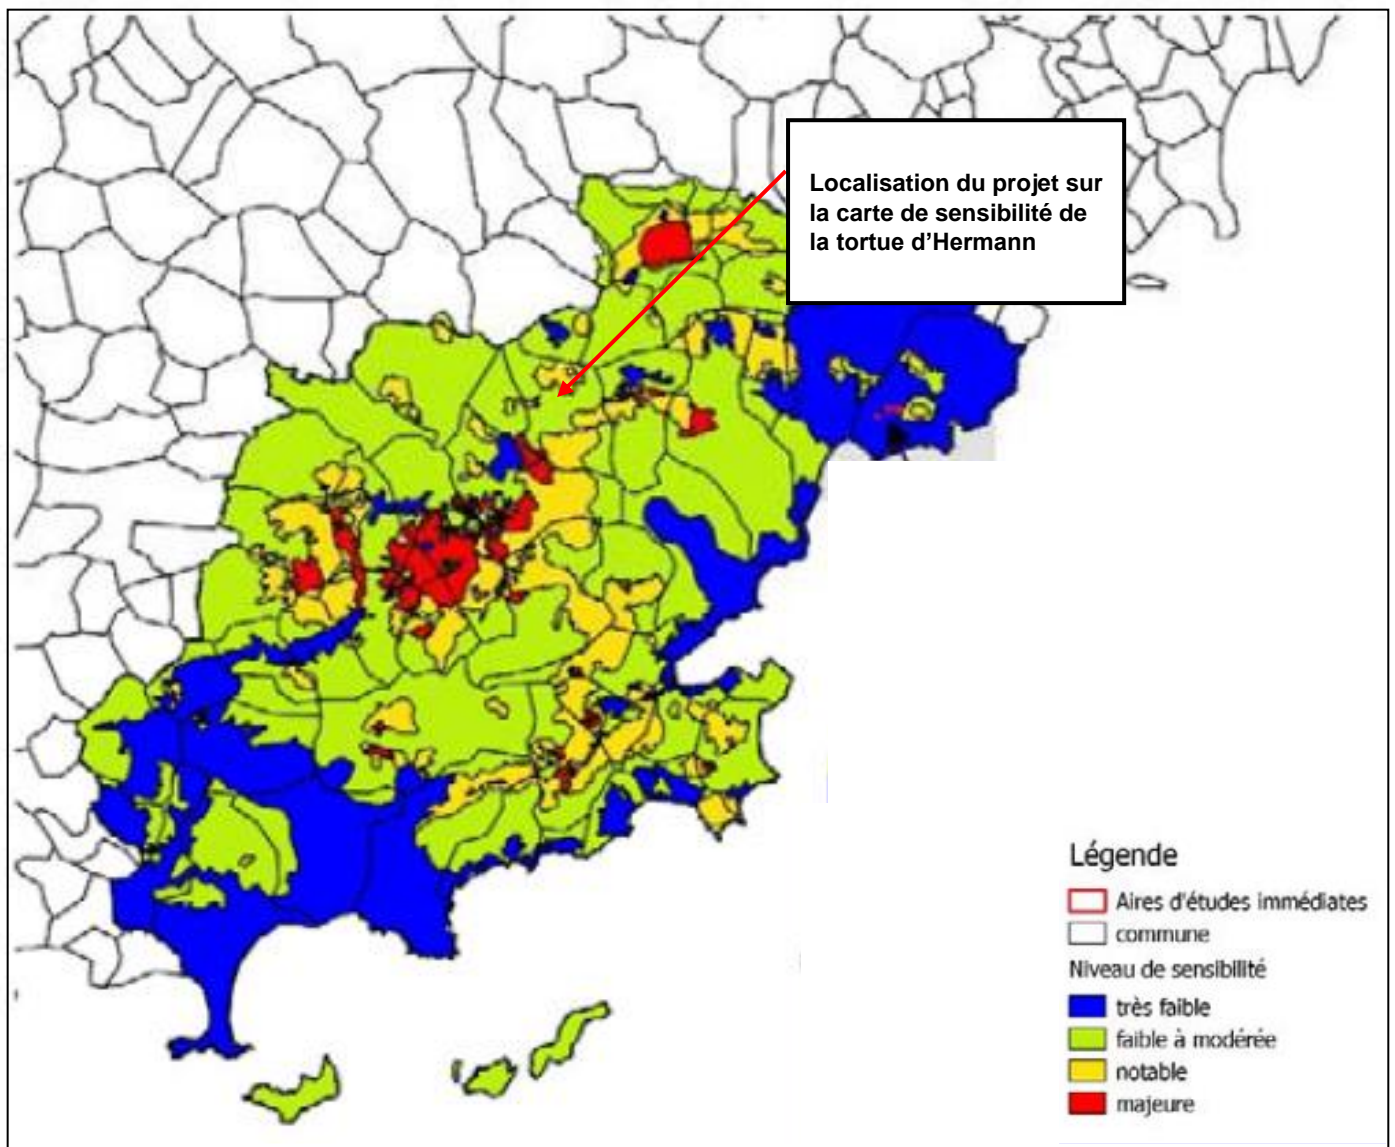 Localisation du projet sur
la carte de sensibilité de
la tortue d’Hermann
Légende
Aires d'études immédiates
commune
Niveau de sensibilité
très faible
faible à modérée
notable
majeure